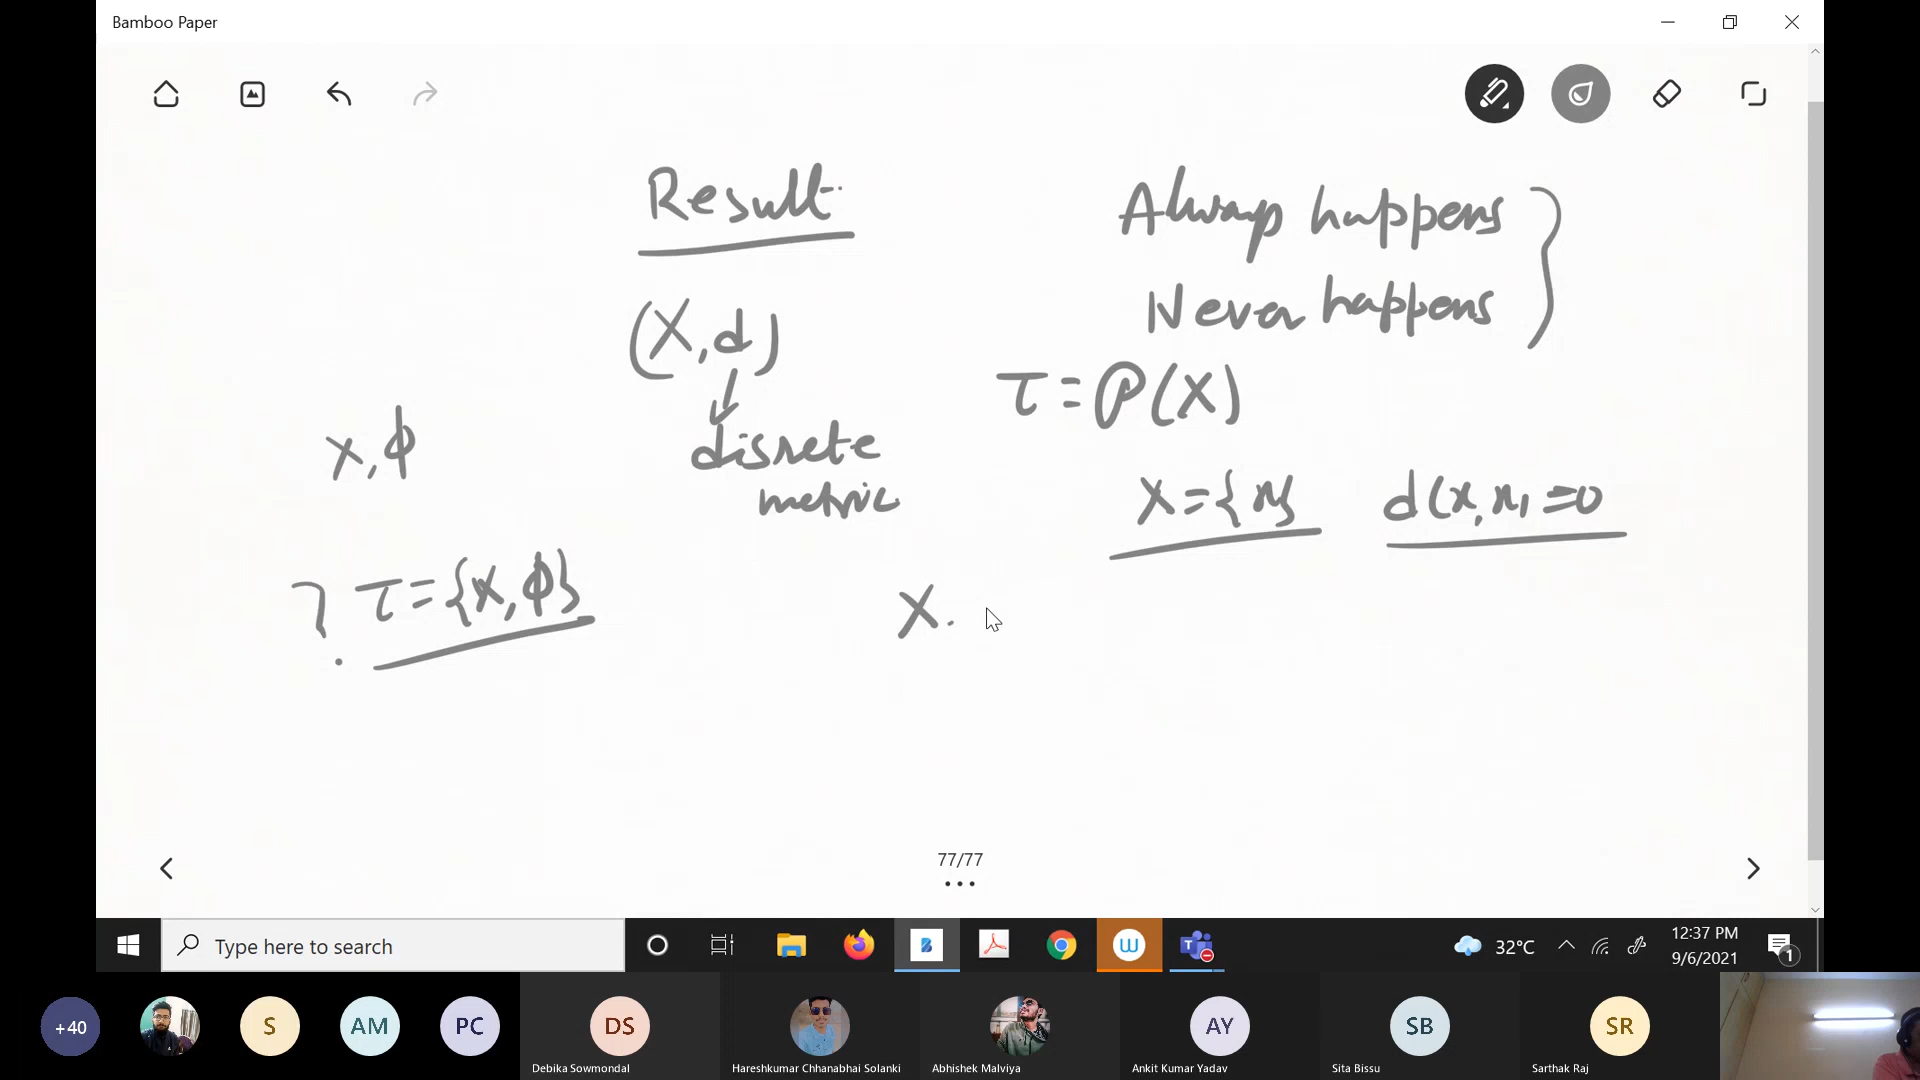 Bamboo Paper
Result
Always happens
Never happens
(X,d)
τ=P(X)
X,ϕ
discrete
metric
X={x}
d(x,x)=0
? τ={X,ϕ}
X.
77/77
Type here to search
32°C
12:37 PM
9/6/2021
1
+40
S
AM
PC
DS
AY
SB
SR
Debika Sowmondal
Hareshkumar Chhanabhai Solanki
Abhishek Malviya
Ankit Kumar Yadav
Sita Bissu
Sarthak Raj